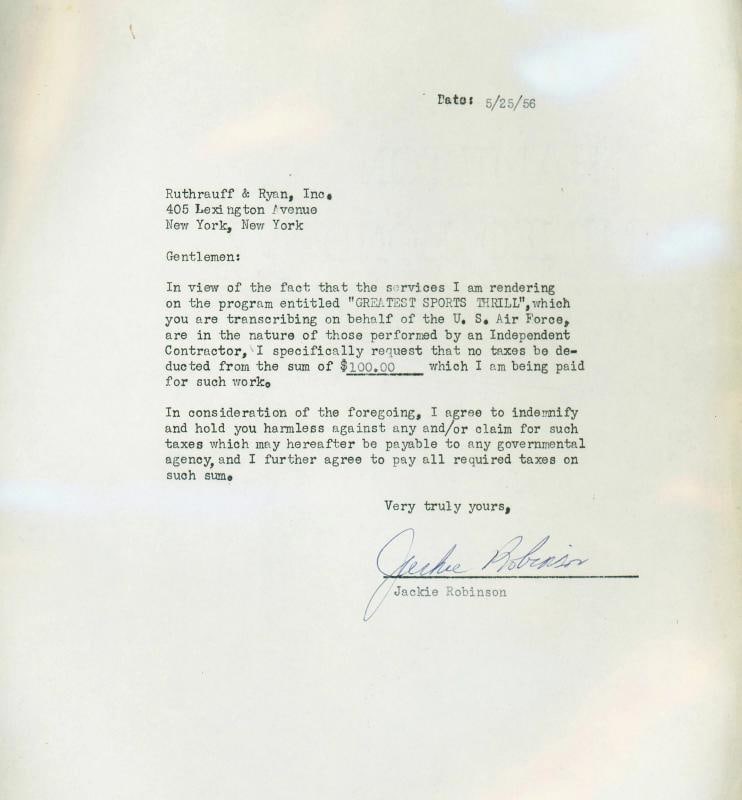 Date: 5/25/56
Ruthrauff & Ryan, Inc.
405 Lexington Avenue
New York, New York
Gentlemen:
In view of the fact that the services I am rendering
on the program entitled "GREATEST SPORTS THRILL", which
you are transcribing on behalf of the U. S. Air Force,
are in the nature of those performed by an Independent
Contractor, I specifically request that no taxes be de-
ducted from the sum of $100.00 which I am being paid
for such work.
In consideration of the foregoing, I agree to indemnify
and hold you harmless against any and/or claim for such
taxes which may hereafter be payable to any governmental
agency, and I further agree to pay all required taxes on
such sum.
Very truly yours,
Jackie Robinson
Jackie Robinson